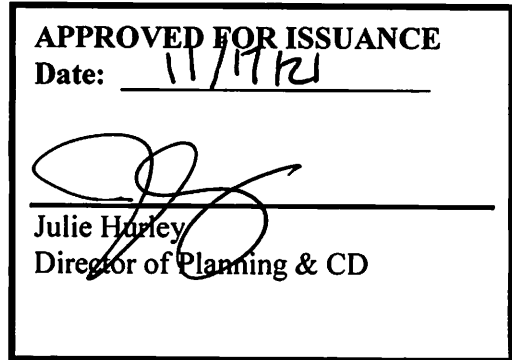 APPROVED FOR ISSUANCE
Date: 11/17/21
Julie Hurley
Director of Planning & CD